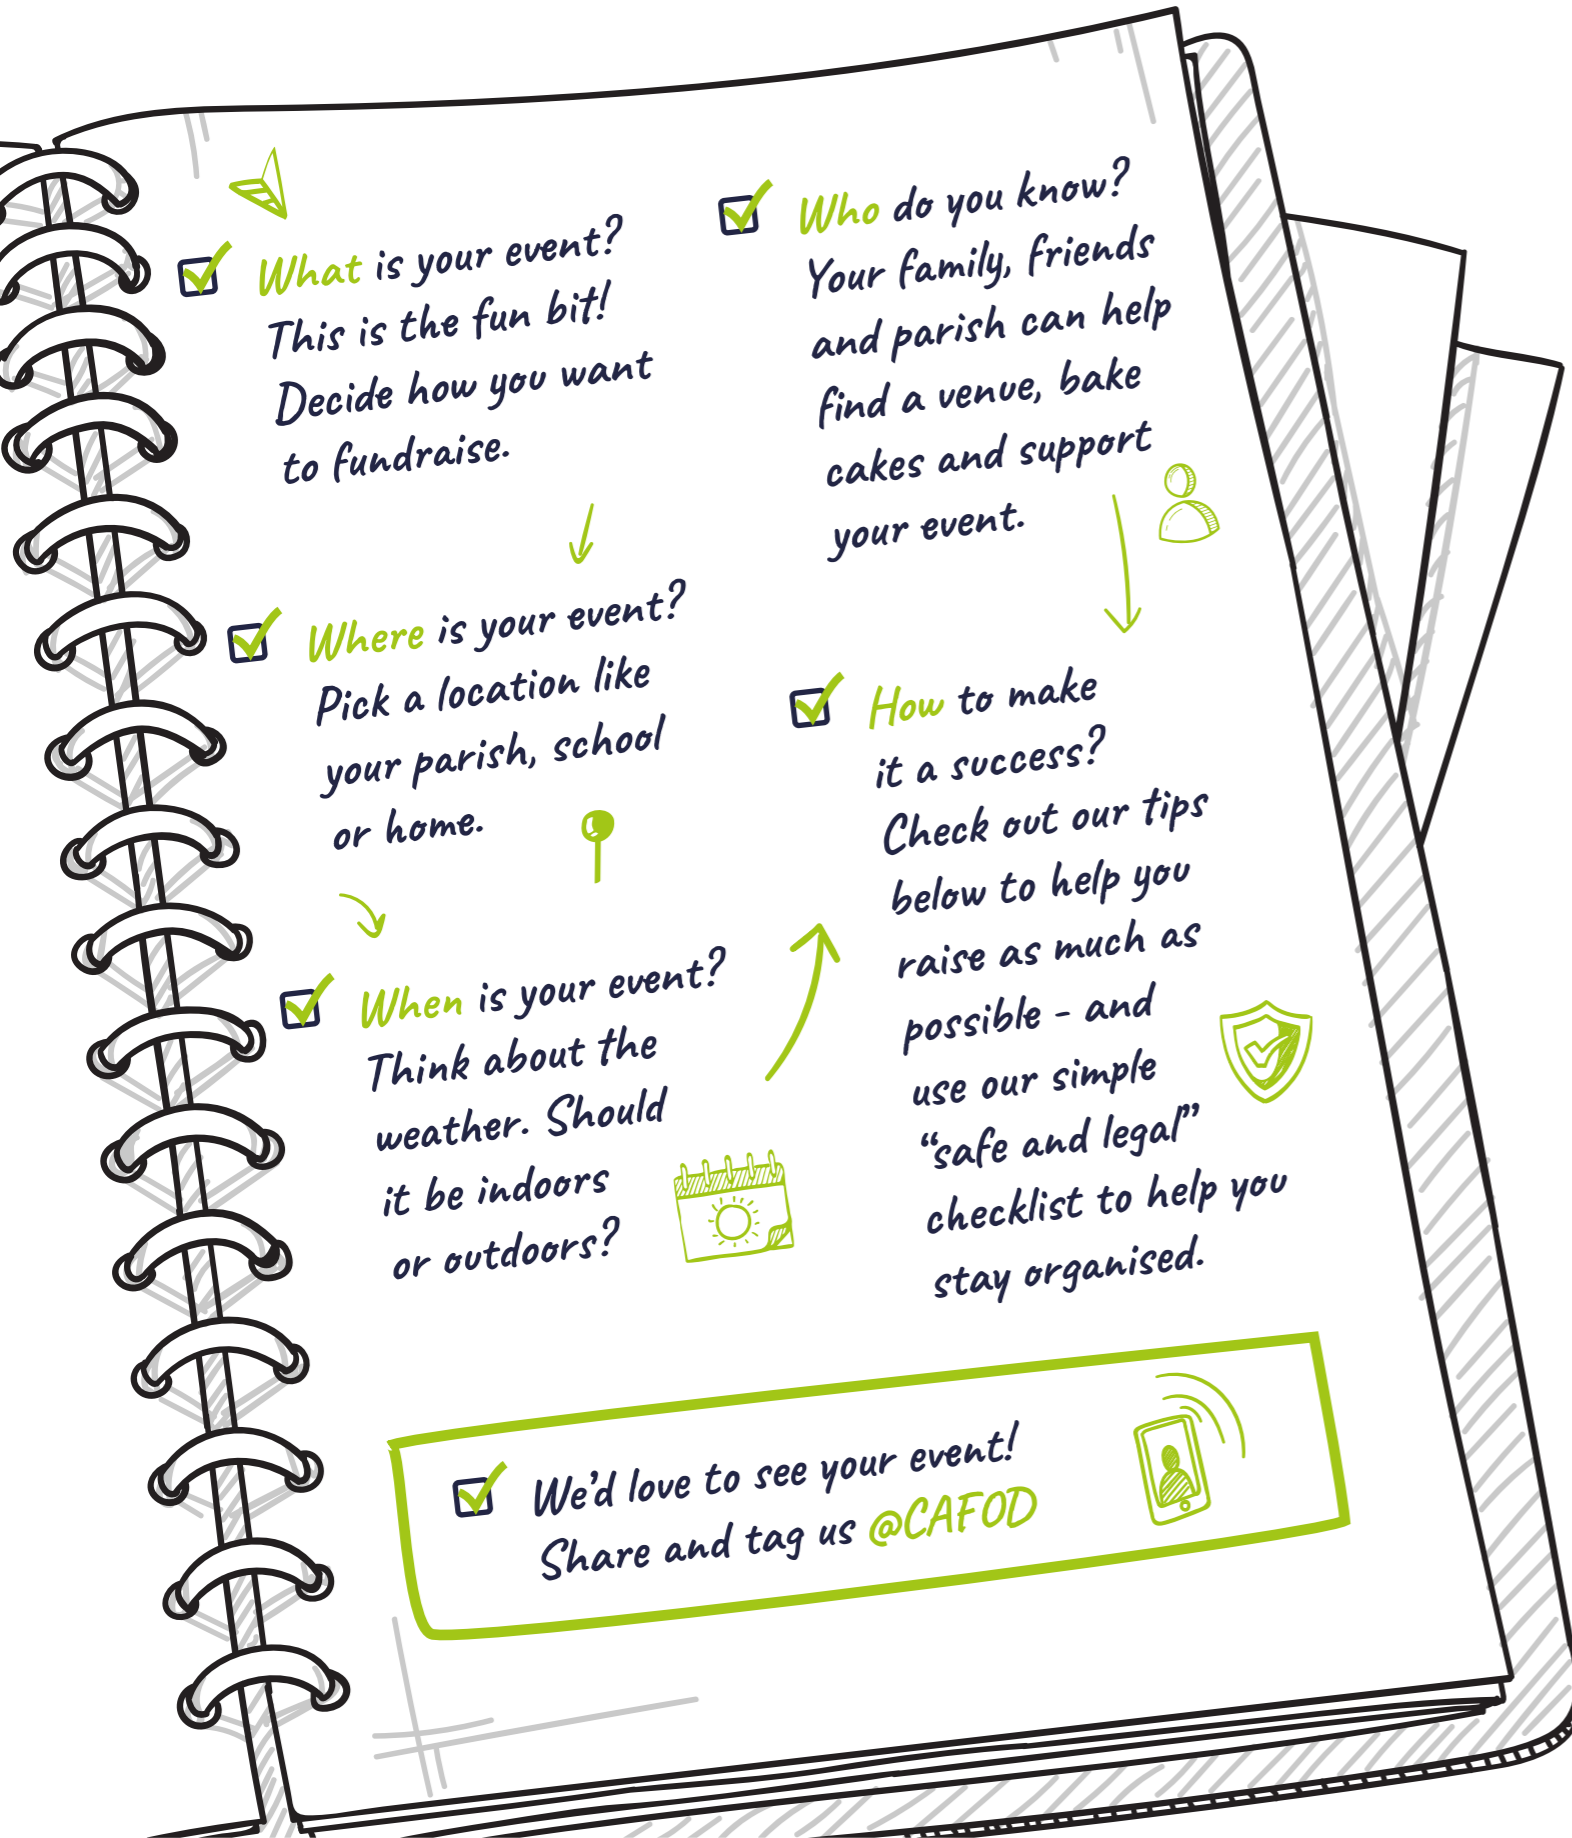 What is your event?
This is the fun bit!
Decide how you want
to fundraise.
Where is your event?
Pick a location like
your parish, school
or home.
When is your event?
Think about the
weather. Should
it be indoors
or outdoors?
Who do you know?
Your family, friends
and parish can help
find a venue, bake
cakes and support
your event.
How to make
it a success?
Check out our tips
below to help you
raise as much as
possible - and
use our simple
“safe and legal”
checklist to help you
stay organised.
We’d love to see your event!
Share and tag us @CAFOD